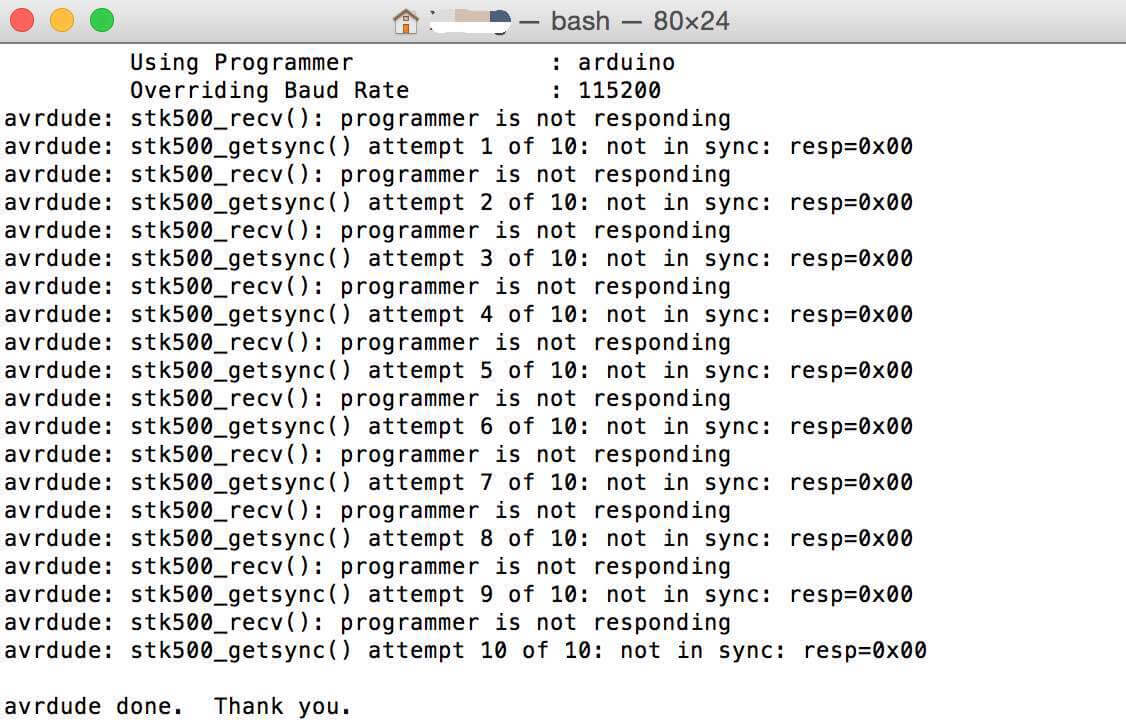 — bash — 80×24
Using Programmer : arduino
Overriding Baud Rate : 115200
avrdude: stk500_recv(): programmer is not responding
avrdude: stk500_getsync() attempt 1 of 10: not in sync: resp=0x00
avrdude: stk500_recv(): programmer is not responding
avrdude: stk500_getsync() attempt 2 of 10: not in sync: resp=0x00
avrdude: stk500_recv(): programmer is not responding
avrdude: stk500_getsync() attempt 3 of 10: not in sync: resp=0x00
avrdude: stk500_recv(): programmer is not responding
avrdude: stk500_getsync() attempt 4 of 10: not in sync: resp=0x00
avrdude: stk500_recv(): programmer is not responding
avrdude: stk500_getsync() attempt 5 of 10: not in sync: resp=0x00
avrdude: stk500_recv(): programmer is not responding
avrdude: stk500_getsync() attempt 6 of 10: not in sync: resp=0x00
avrdude: stk500_recv(): programmer is not responding
avrdude: stk500_getsync() attempt 7 of 10: not in sync: resp=0x00
avrdude: stk500_recv(): programmer is not responding
avrdude: stk500_getsync() attempt 8 of 10: not in sync: resp=0x00
avrdude: stk500_recv(): programmer is not responding
avrdude: stk500_getsync() attempt 9 of 10: not in sync: resp=0x00
avrdude: stk500_recv(): programmer is not responding
avrdude: stk500_getsync() attempt 10 of 10: not in sync: resp=0x00
avrdude done.  Thank you.